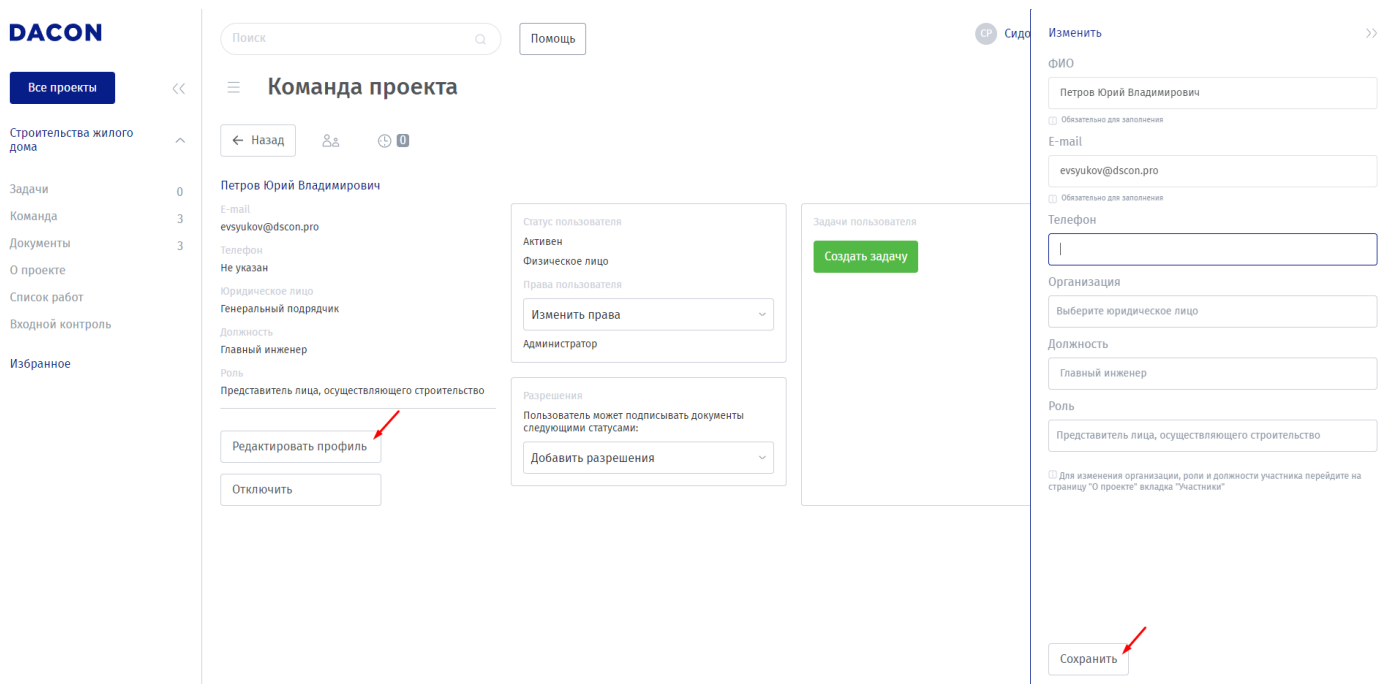 DACON
Все проекты
Строительства жилого
дома
Задачи 0
Команда 3
Документы 3
О проекте
Список работ
Входной контроль
Избранное
Поиск
Помощь
СР Сидо
Команда проекта
Назад
0
Петров Юрий Владимирович
E-mail
evsyukov@dscon.pro
Телефон
Не указан
Юридическое лицо
Генеральный подрядчик
Должность
Главный инженер
Роль
Представитель лица, осуществляющего строительство
Редактировать профиль
Отключить
Статус пользователя
Активен
Физическое лицо
Права пользователя
Изменить права
Администратор
Разрешения
Пользователь может подписывать документы
следующими статусами:
Добавить разрешения
Задачи пользователя
Создать задачу
Изменить
ФИО
Петров Юрий Владимирович
Обязательно для заполнения
E-mail
evsyukov@dscon.pro
Обязательно для заполнения
Телефон
Организация
Выберите юридическое лицо
Должность
Главный инженер
Роль
Представитель лица, осуществляющего строительство
Для изменения организации, роли и должности участника перейдите на
страницу "О проекте" вкладка "Участники"
Сохранить